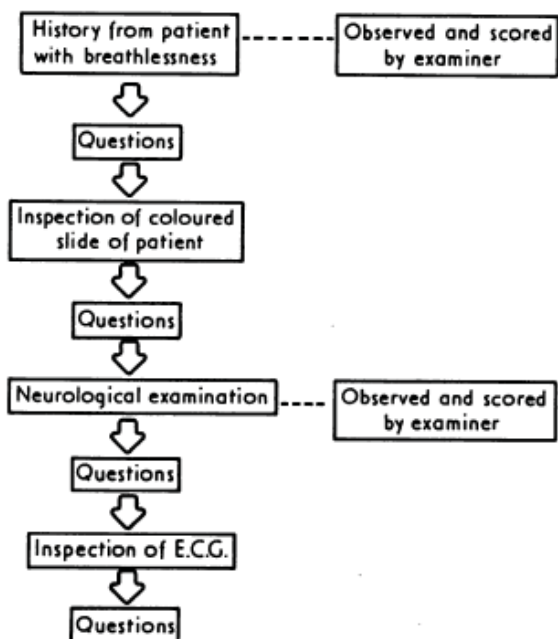 History from patient
with breathlessness
Observed and scored
by examiner
Questions
Inspection of coloured
slide of patient
Questions
Neurological examination
Observed and scored
by examiner
Questions
Inspection of E.C.G.
Questions